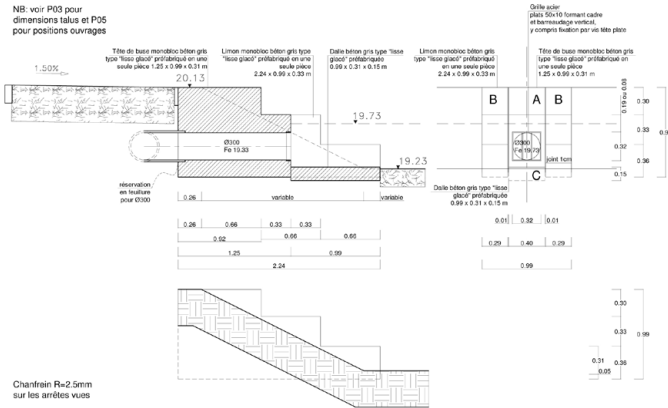 NB: voir P03 pour
dimensions talus et P05
pour positions ouvrages
Grille acier
plats 50x10 formant cadre
et barreaudage vertical,
y compris fixation par vis tête plate
Tête de buse monobloc béton gris
type "lisse glacé" préfabriqué en une
seule pièce 1.25 x 0.99 x 0.31 m
Limon monobloc béton gris type
"lisse glacé" préfabriqué en une
seule pièce
2.24 x 0.99 x 0.33 m
Dalle béton gris type "lisse
glacé" préfabriquée
0.99 x 0.31 x 0.15 m
Limon monobloc béton gris type
"lisse glacé" préfabriqué
en une seule pièce
2.24 x 0.99 x 0.33 m
Tête de buse monobloc béton gris
type "lisse glacé" préfabriqué en
une seule pièce
1.25 x 0.99 x 0.31 m
1.50%
20.13
19.73
19.23
Ø300
Fe 19.33
réservation
en feuillure
pour Ø300
B
A
B
Ø300
Fe 19.73
joint 1cm
C
Dalle béton gris type "lisse
glacé" préfabriquée
0.99 x 0.31 x 0.15 m
0.19 ou 0.08
0.32
0.15
0.30
0.33
0.36
0.26
variable
variable
0.26
0.66
0.33
0.33
0.92
0.66
0.66
1.25
0.99
2.24
0.01
0.32
0.01
0.29
0.40
0.29
0.99
0.30
0.33
0.36
0.31
0.05
0.99
Chanfrein R=2.5mm
sur les arrêtes vues